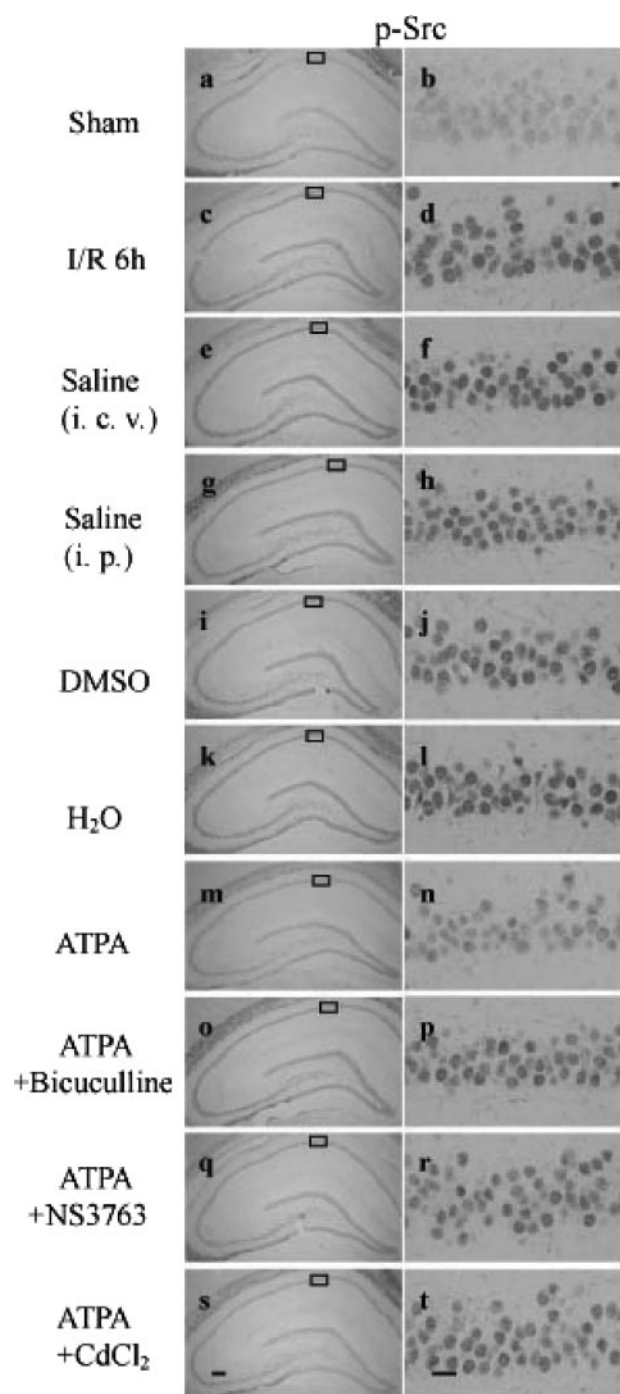 p-Src
Sham
a
b
I/R 6h
c
d
Saline
(i. c. v.)
e
f
Saline
(i. p.)
g
h
DMSO
i
j
H₂O
k
l
ATPA
m
n
ATPA
+Bicuculline
o
p
ATPA
+NS3763
q
r
ATPA
+CdCl₂
s
t